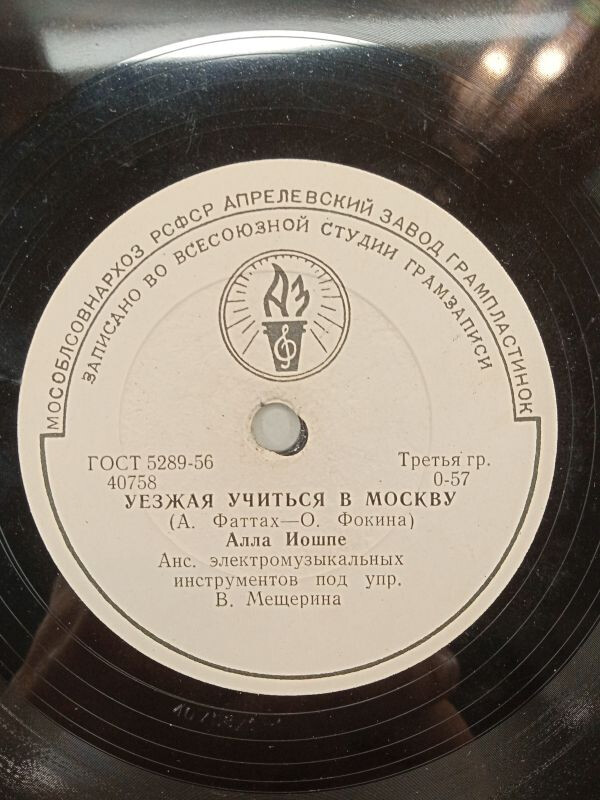 МОСОБЛСОВНАРХОЗ РСФСР АПРЕЛЕВСКИЙ ЗАВОД ГРАМПЛАСТИНОК
ЗАПИСАНО ВО ВСЕСОЮЗНОЙ СТУДИИ ГРАМЗАПИСИ
АЗ
ГОСТ 5289-56 Третья гр.
40758 0-57
УЕЗЖАЯ УЧИТЬСЯ В МОСКВУ
(А. Фаттах—О. Фокина)
Алла Иошпе
Анс. электромузыкальных
инструментов под упр.
В. Мещерина